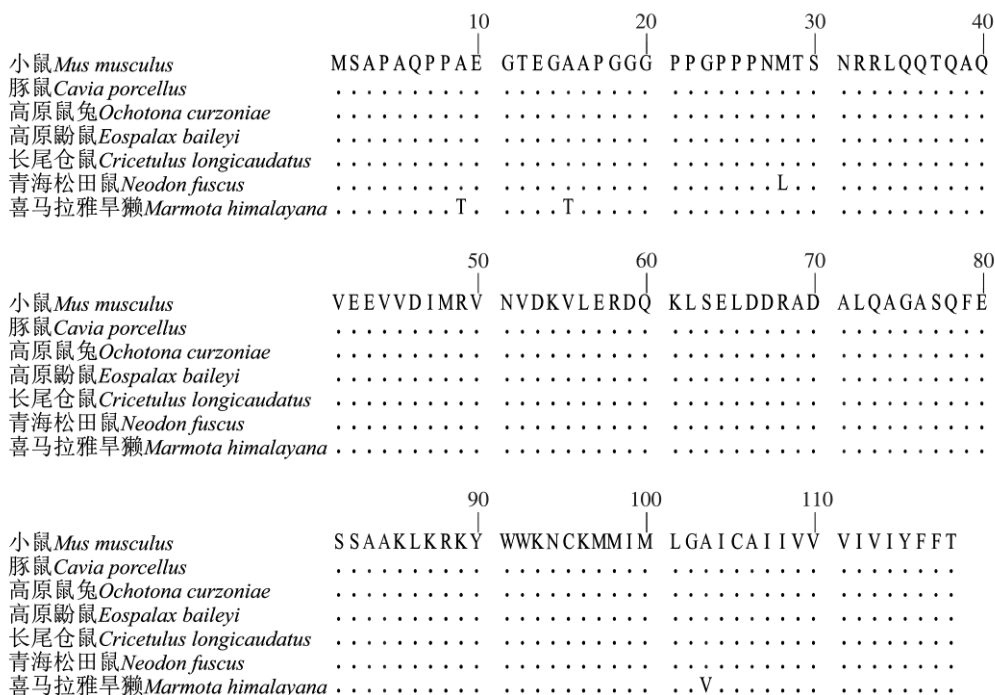 10 20 30 40
小鼠Mus musculus MSAPAQPPAE GTEGAAPGGG PPGPPPNMTS NRRLQQTQAQ
豚鼠Cavia porcellus .......... .......... .......... ..........
高原鼠兔Ochotona curzoniae .......... .......... .......... ..........
高原鼢鼠Eospalax baileyi .......... .......... .......... ..........
长尾仓鼠Cricetulus longicaudatus .......... .......... .......... ..........
青海松田鼠Neodon fuscus .......... .......... .......L.. ..........
喜马拉雅旱獭Marmota himalayana ........T. ....T..... .......... ..........
50 60 70 80
小鼠Mus musculus VEEVVDIMRV NVDKVLERDQ KLSELDDRAD ALQAGASQFE
豚鼠Cavia porcellus .......... .......... .......... ..........
高原鼠兔Ochotona curzoniae .......... .......... .......... ..........
高原鼢鼠Eospalax baileyi .......... .......... .......... ..........
长尾仓鼠Cricetulus longicaudatus .......... .......... .......... ..........
青海松田鼠Neodon fuscus .......... .......... .......... ..........
喜马拉雅旱獭Marmota himalayana .......... .......... .......... ..........
90 100 110
小鼠Mus musculus SSAAKLKRKY WWKNCKMMIM LGAICAIIVV VIVIYFFT
豚鼠Cavia porcellus .......... .......... .......... ........
高原鼠兔Ochotona curzoniae .......... .......... .......... ........
高原鼢鼠Eospalax baileyi .......... .......... .......... ........
长尾仓鼠Cricetulus longicaudatus .......... .......... .......... ........
青海松田鼠Neodon fuscus .......... .......... .......... ........
喜马拉雅旱獭Marmota himalayana .......... .......... ..V....... ........